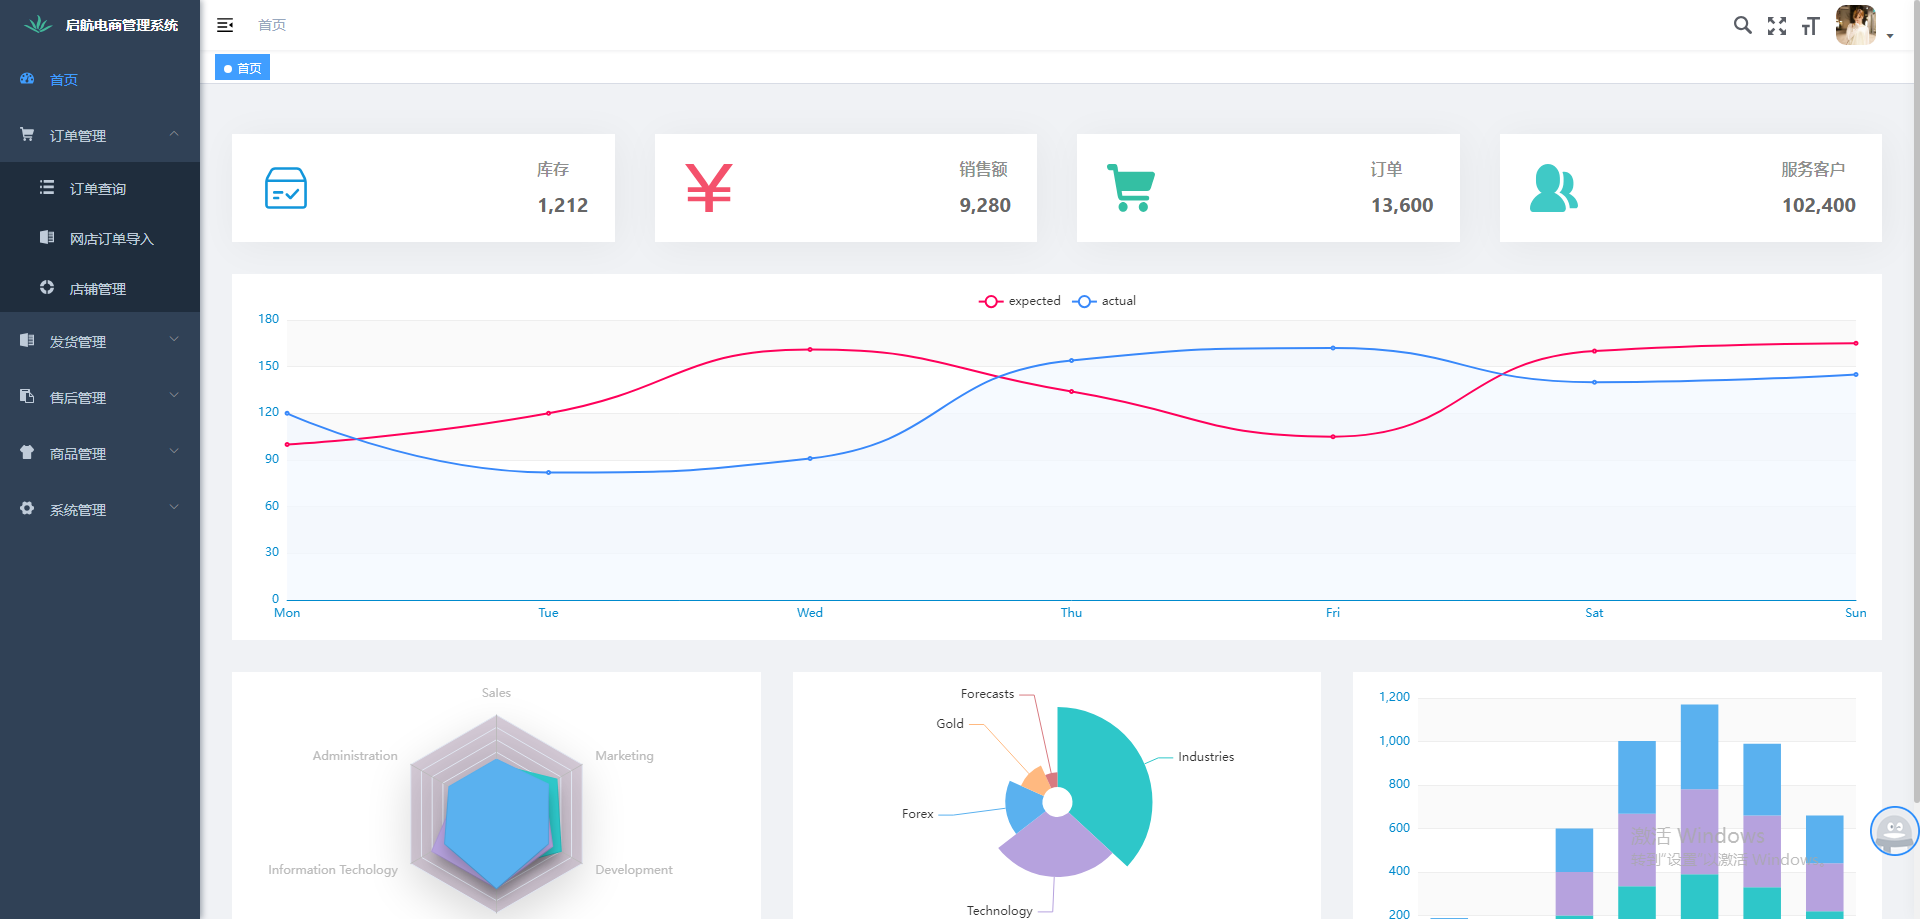 启航电商管理系统
首页
首页
首页
订单管理
订单查询
网店订单导入
店铺管理
发货管理
售后管理
商品管理
系统管理
库存
1,212
销售额
9,280
订单
13,600
服务客户
102,400
expected
actual
180
150
120
90
60
30
0
Mon
Tue
Wed
Thu
Fri
Sat
Sun
Sales
Administration
Marketing
Information Techology
Development
Forecasts
Gold
Industries
Forex
Technology
1,200
1,000
800
600
400
200
激活 Windows
转到"设置"以激活 Windows